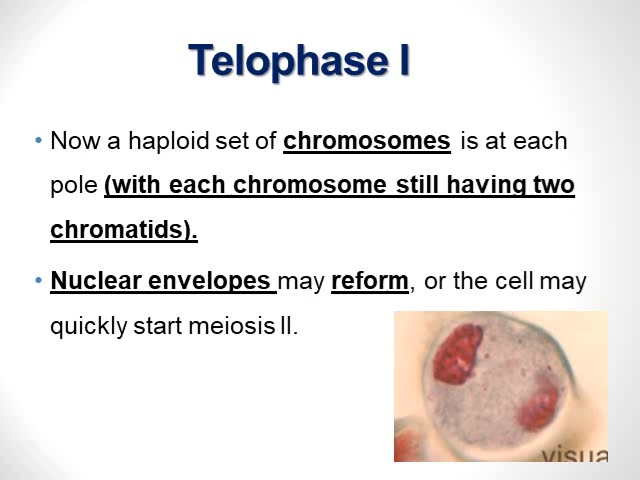 Telophase I
• Now a haploid set of chromosomes is at each
pole (with each chromosome still having two
chromatids).
• Nuclear envelopes may reform, or the cell may
quickly start meiosis II.
visua